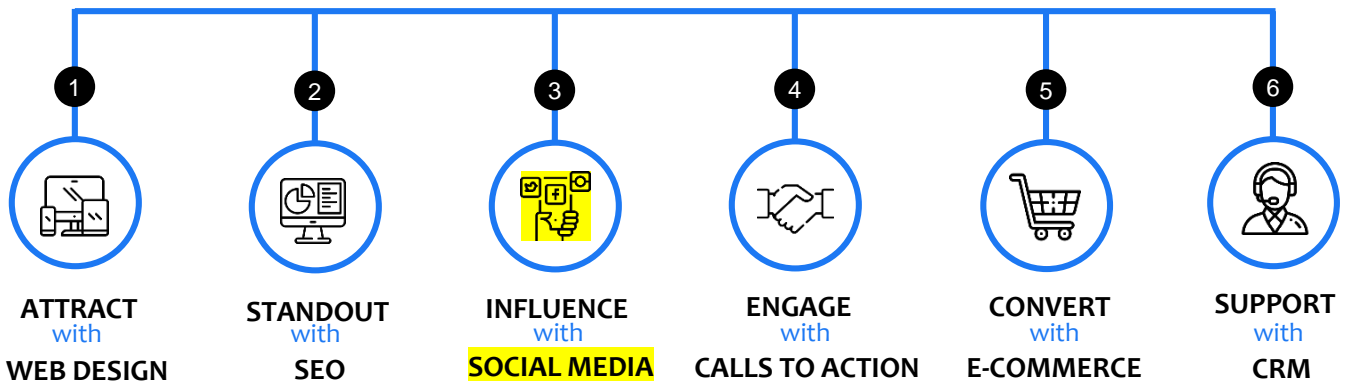 1
2
3
4
5
6
ATTRACT
with
WEB DESIGN
STANDOUT
with
SEO
INFLUENCE
with
SOCIAL MEDIA
ENGAGE
with
CALLS TO ACTION
CONVERT
with
E-COMMERCE
SUPPORT
with
CRM